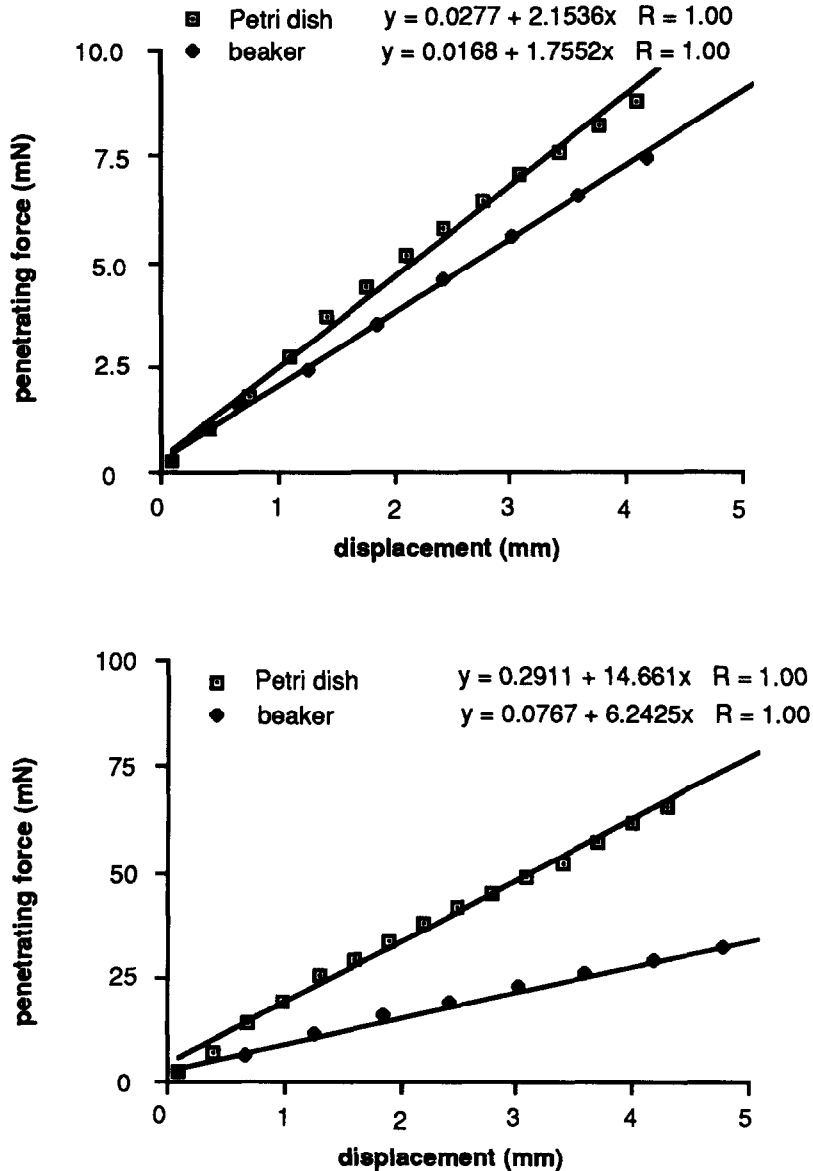 Petri dish y = 0.0277 + 2.1536x R = 1.00
beaker y = 0.0168 + 1.7552x R = 1.00
10.0
7.5
5.0
2.5
0
penetrating force (mN)
0 1 2 3 4 5
displacement (mm)
100
75
50
25
0
penetrating force (mN)
Petri dish y = 0.2911 + 14.661x R = 1.00
beaker y = 0.0767 + 6.2425x R = 1.00
0 1 2 3 4 5
displacement (mm)